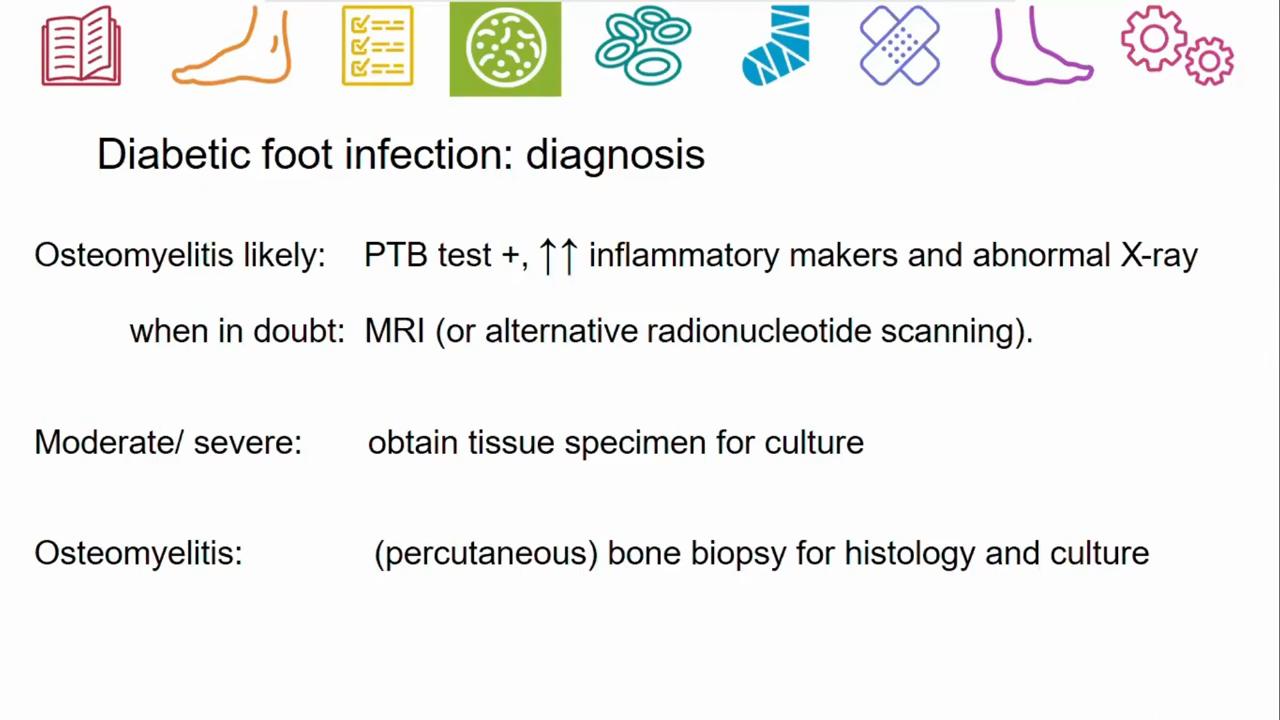 Diabetic foot infection: diagnosis
Osteomyelitis likely: PTB test +, ↑↑ inflammatory makers and abnormal X-ray
when in doubt: MRI (or alternative radionucleotide scanning).
Moderate/ severe: obtain tissue specimen for culture
Osteomyelitis: (percutaneous) bone biopsy for histology and culture